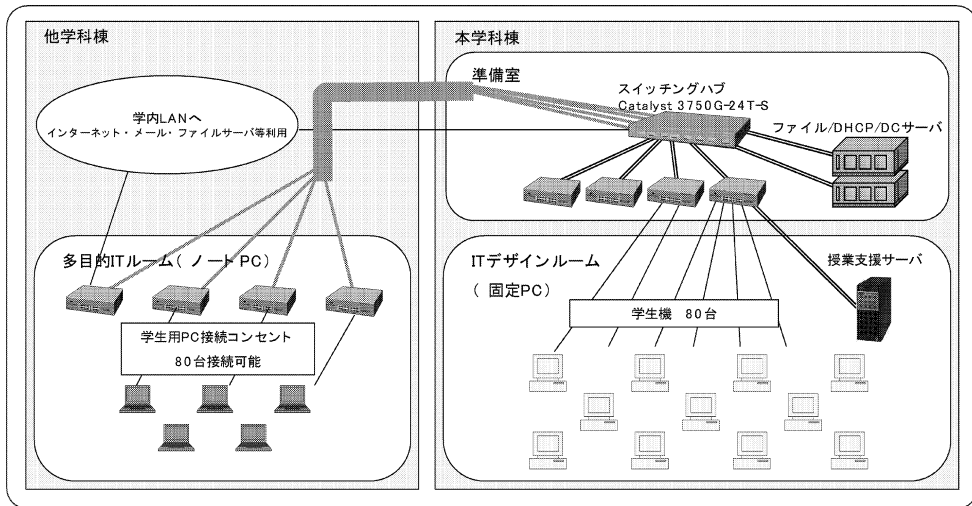 他学科棟
学内LANへ
インターネット・メール・ファイルサーバ等利用
多目的ITルーム( ノートPC)
学生用PC接続コンセント
80台接続可能
本学科棟
準備室
スイッチングハブ
Catalyst 3750G-24T-S
ファイル/DHCP/DCサーバ
ITデザインルーム
( 固定PC)
授業支援サーバ
学生機 80台